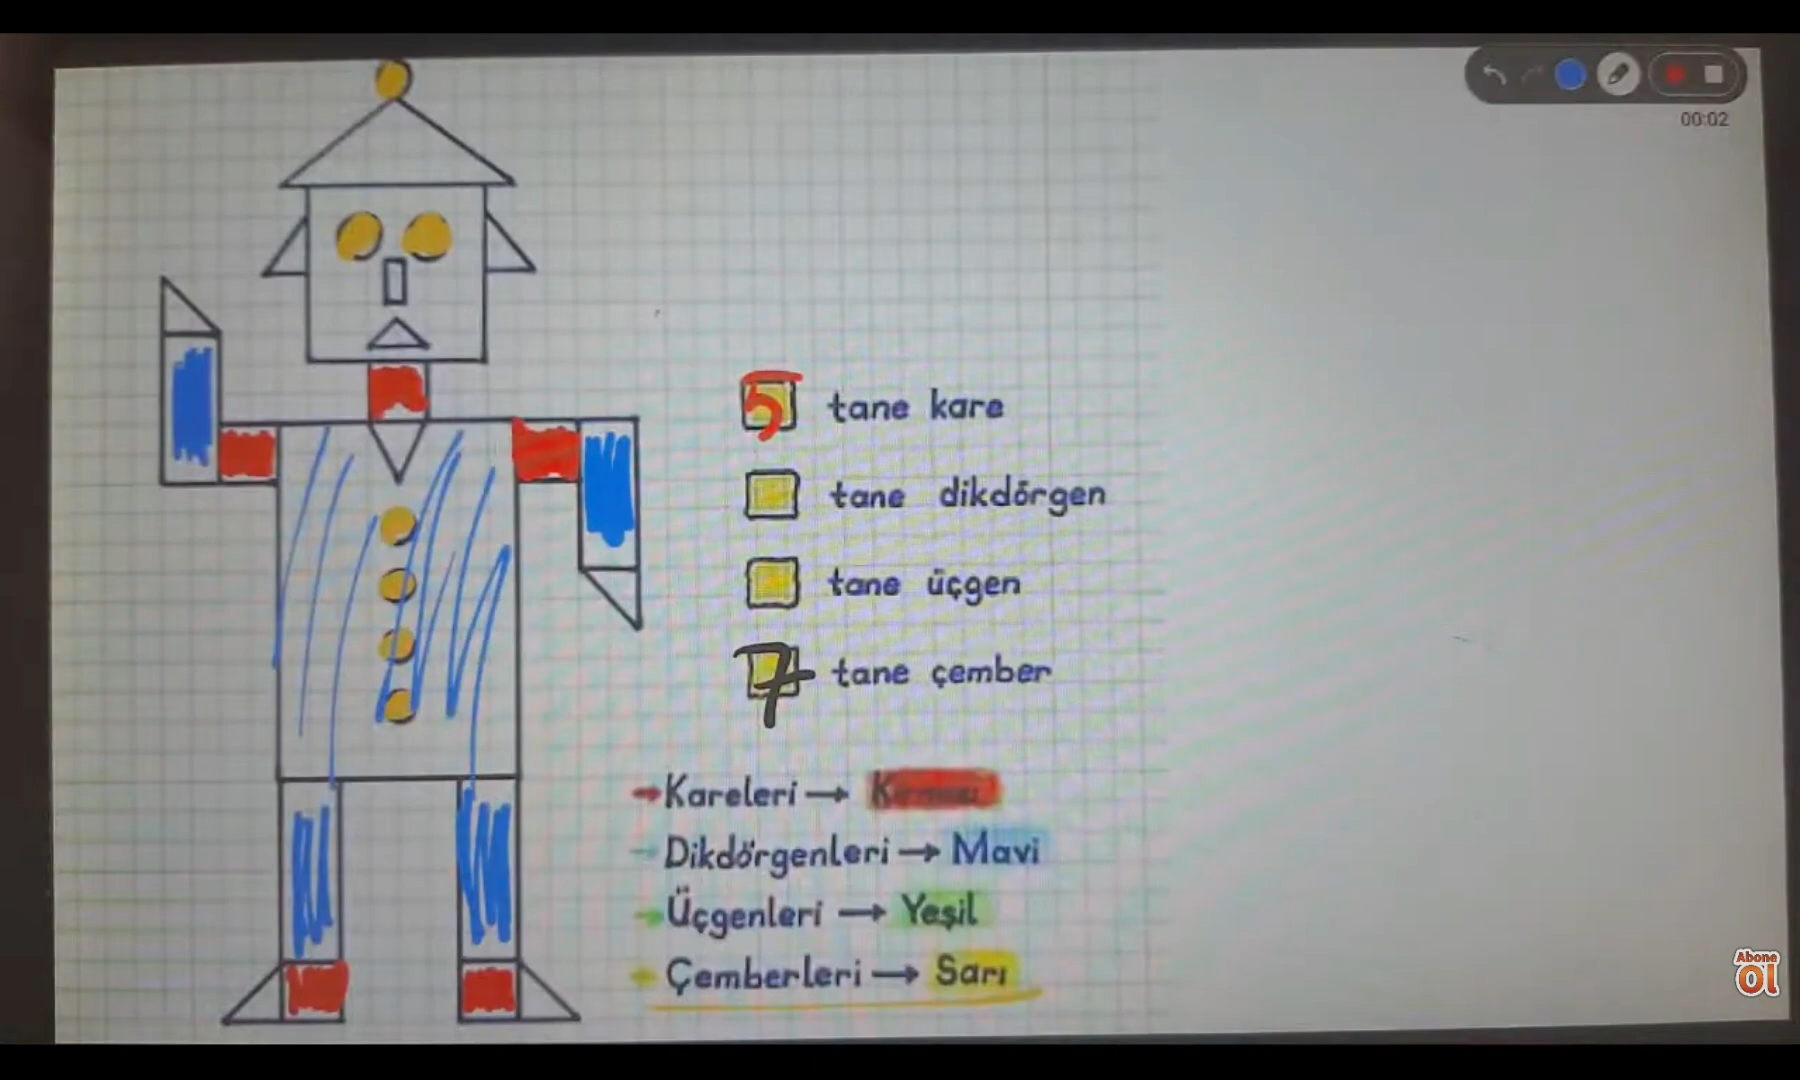 00:02
5 tane kare
tane dikdörgen
tane üçgen
7 tane çember
Kareleri → Kırmızı
Dikdörgenleri → Mavi
Üçgenleri → Yeşil
Çemberleri → Sarı
Abone
Ol